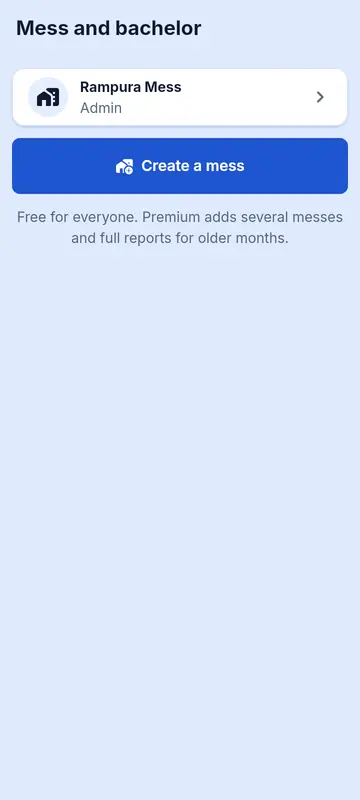 Mess and bachelor
Rampura Mess
Admin
Create a mess
Free for everyone. Premium adds several messes
and full reports for older months.